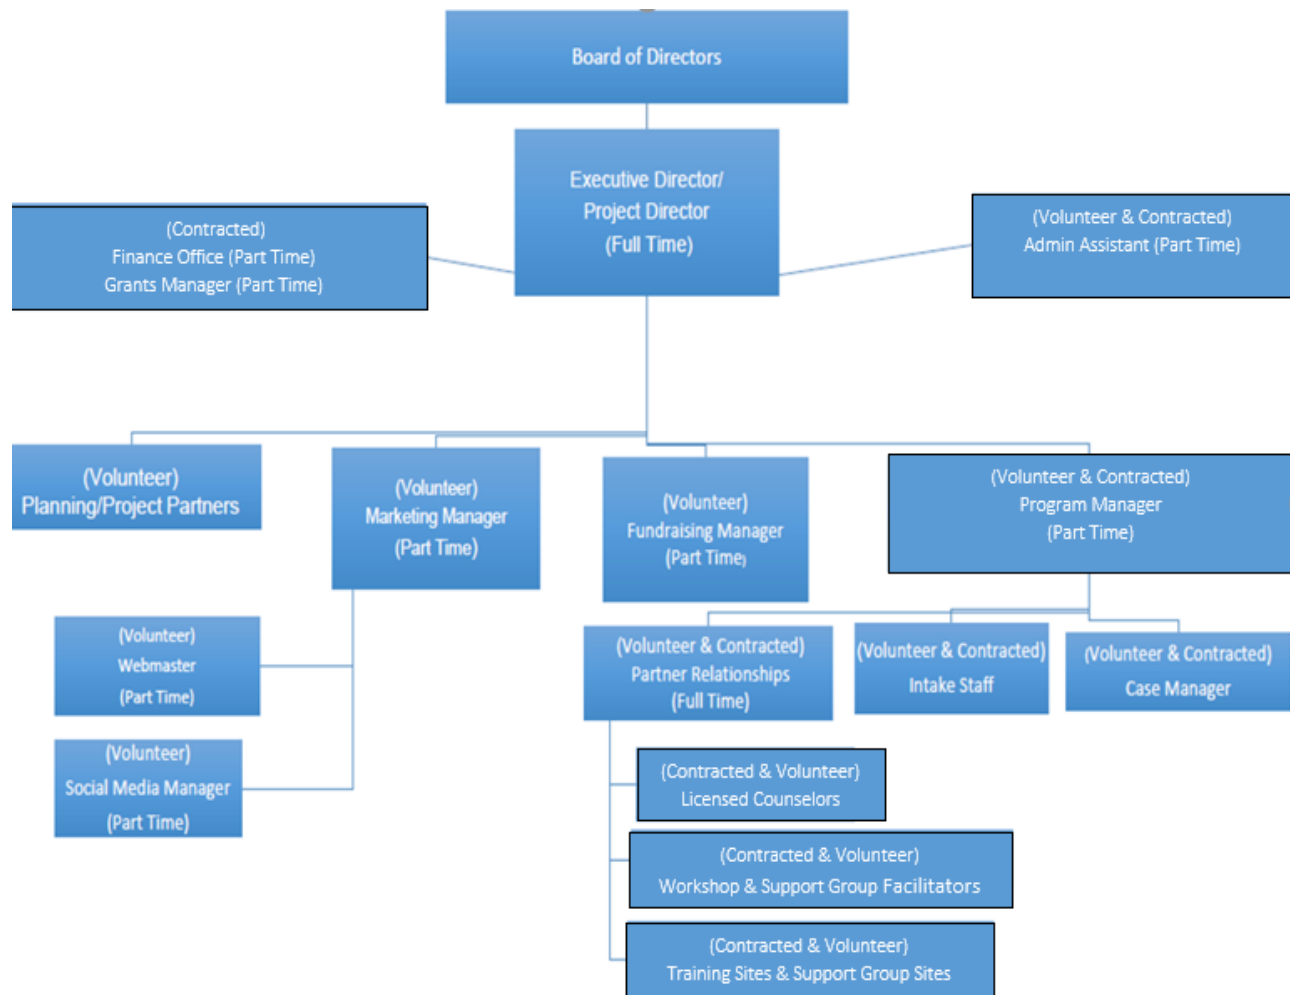 Board of Directors
Executive Director/
Project Director
(Full Time)
(Contracted)
Finance Office (Part Time)
Grants Manager (Part Time)
(Volunteer & Contracted)
Admin Assistant (Part Time)
(Volunteer)
Planning/Project Partners
(Volunteer)
Marketing Manager
(Part Time)
(Volunteer)
Fundraising Manager
(Part Time)
(Volunteer & Contracted)
Program Manager
(Part Time)
(Volunteer)
Webmaster
(Part Time)
(Volunteer)
Social Media Manager
(Part Time)
(Volunteer & Contracted)
Partner Relationships
(Full Time)
(Volunteer & Contracted)
Intake Staff
(Volunteer & Contracted)
Case Manager
(Contracted & Volunteer)
Licensed Counselors
(Contracted & Volunteer)
Workshop & Support Group Facilitators
(Contracted & Volunteer)
Training Sites & Support Group Sites